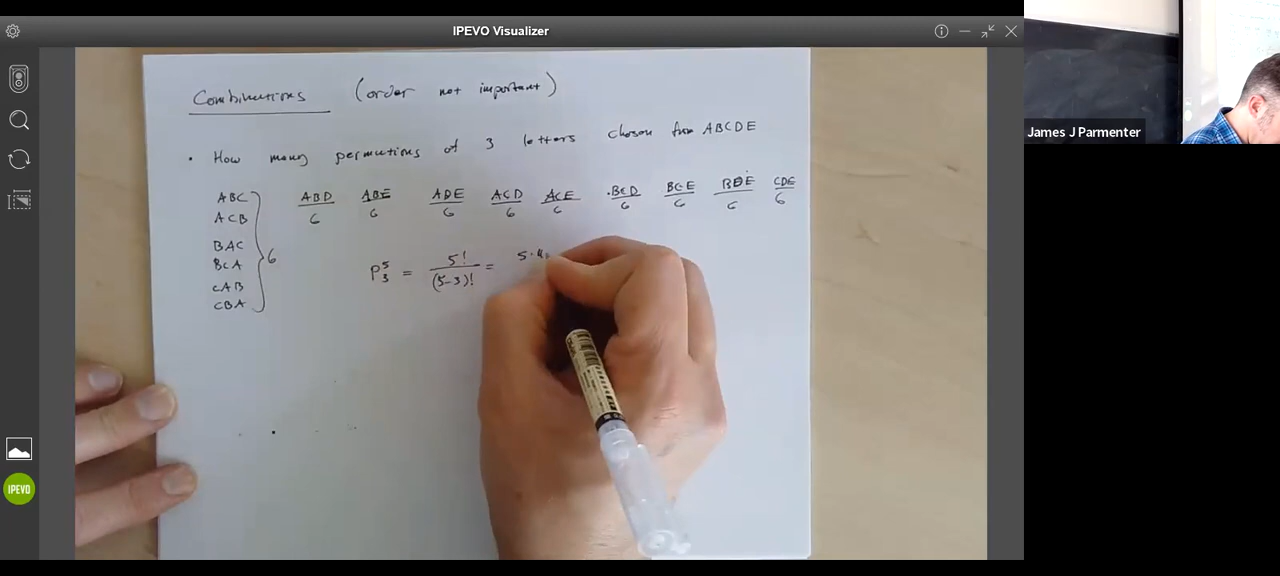 IPEVO Visualizer
Combinations (order not important)
• How many permutions of 3 letters chosen from ABCDE
ABC ABD ABE ADE ACD ACE BCD BCE BDE CDE
ACB 6 6 6 6 6 6 6 6 6
BAC
BCA 6
CAB
CBA
P⁵₃ = 5! / (5-3)! = 5·4
James J Parmenter
IPEVO